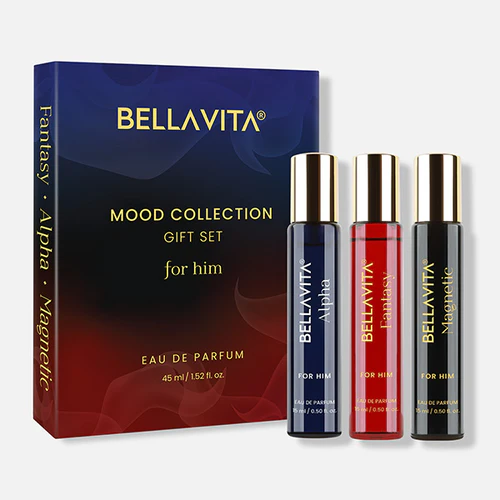 Fantasy • Alpha • Magnetic
BELLAVITA®
MOOD COLLECTION
GIFT SET
for him
EAU DE PARFUM
45 ml / 1.52 fl. oz.
BELLAVITA®
Alpha
FOR HIM
EAU DE PARFUM
15 ml / 0.50 fl. oz.
BELLAVITA®
Fantasy
FOR HIM
EAU DE PARFUM
15 ml / 0.50 fl. oz.
BELLAVITA®
Magnetic
FOR HIM
EAU DE PARFUM
15 ml / 0.50 fl. oz.